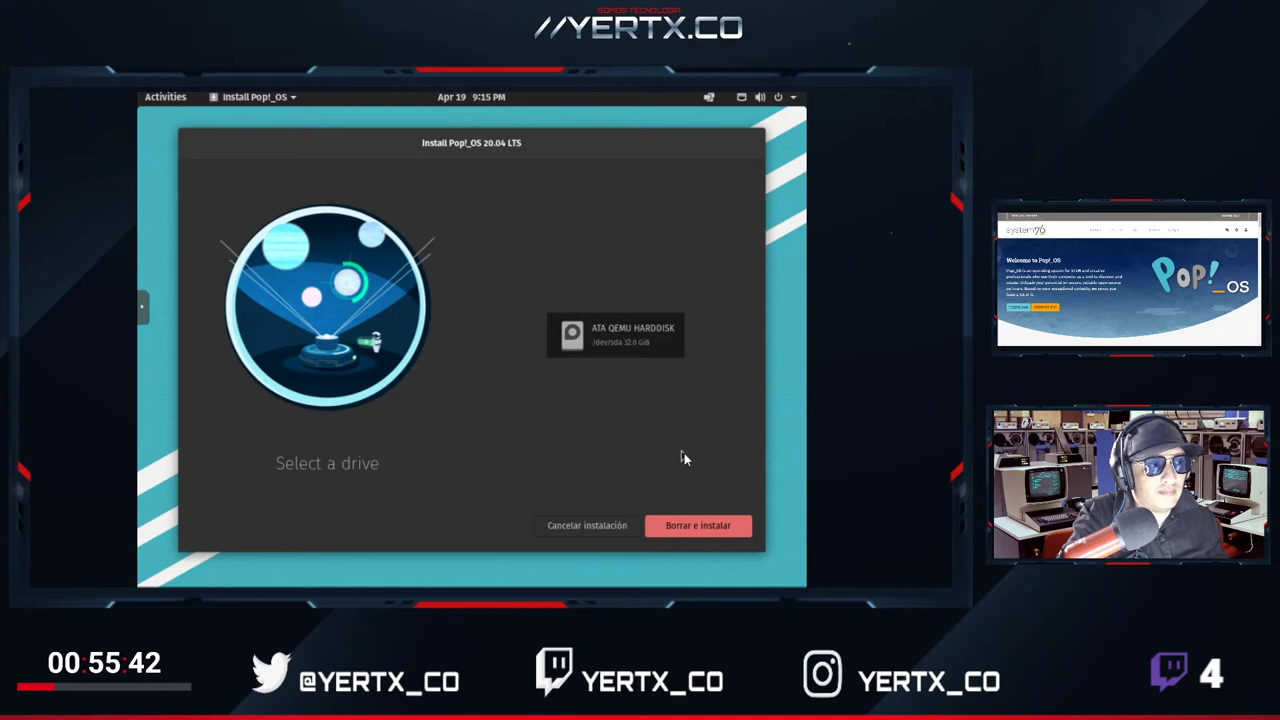 SOMOS TECNOLOGIA
//YERTX.CO
Activities
Install Pop!_OS
Apr 19 9:15 PM
Install Pop!_OS 20.04 LTS
ATA QEMU HARDDISK
/dev/sda 32.0 GiB
Select a drive
Cancelar instalación
Borrar e instalar
system76
Welcome to Pop!_OS
Pop!_OS
00:55:42
@YERTX_CO
YERTX_CO
YERTX_CO
4